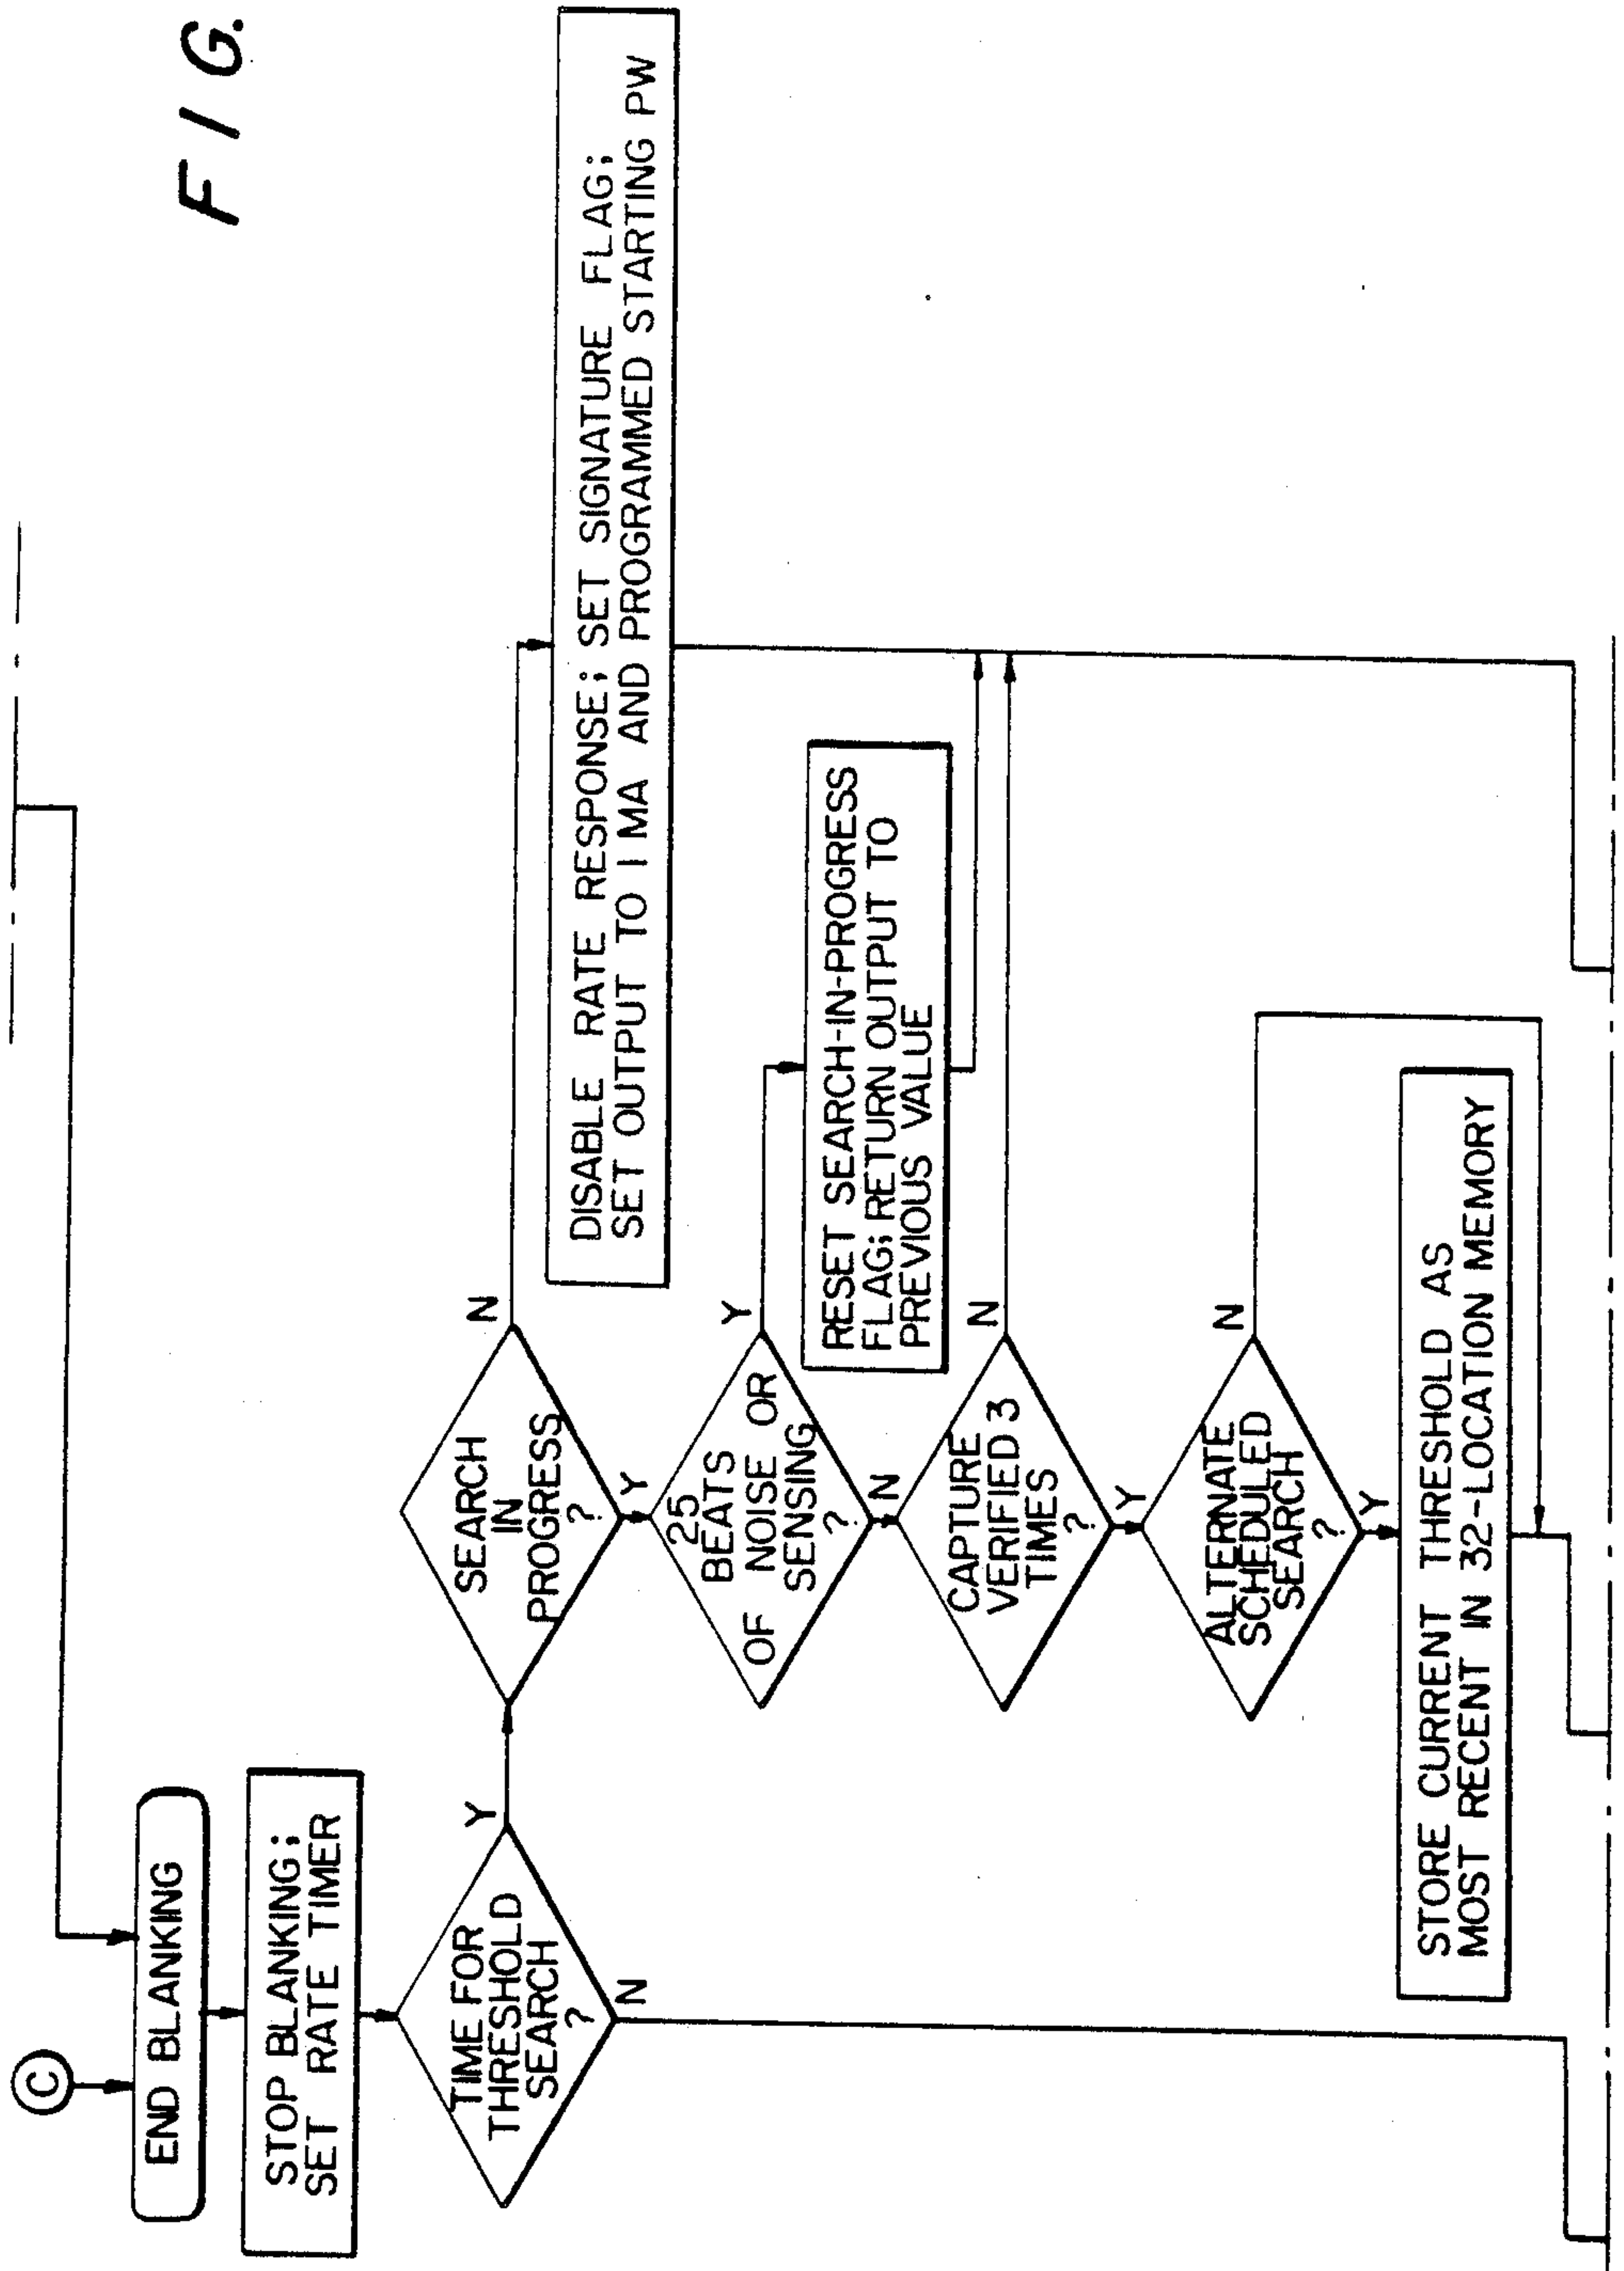 FIG.
C
END BLANKING
STOP BLANKING;
SET RATE TIMER
TIME FOR
THRESHOLD
SEARCH
?
Y
N
SEARCH
IN
PROGRESS
?
N
Y
DISABLE RATE RESPONSE; SET SIGNATURE FLAG;
SET OUTPUT TO 1 MA AND PROGRAMMED STARTING PW
25
BEATS
OF NOISE OR
SENSING
?
Y
N
RESET SEARCH-IN-PROGRESS
FLAG; RETURN OUTPUT TO
PREVIOUS VALUE
CAPTURE
VERIFIED 3
TIMES
?
N
Y
ALTERNATE
SCHEDULED
SEARCH
?
N
Y
STORE CURRENT THRESHOLD AS
MOST RECENT IN 32-LOCATION MEMORY